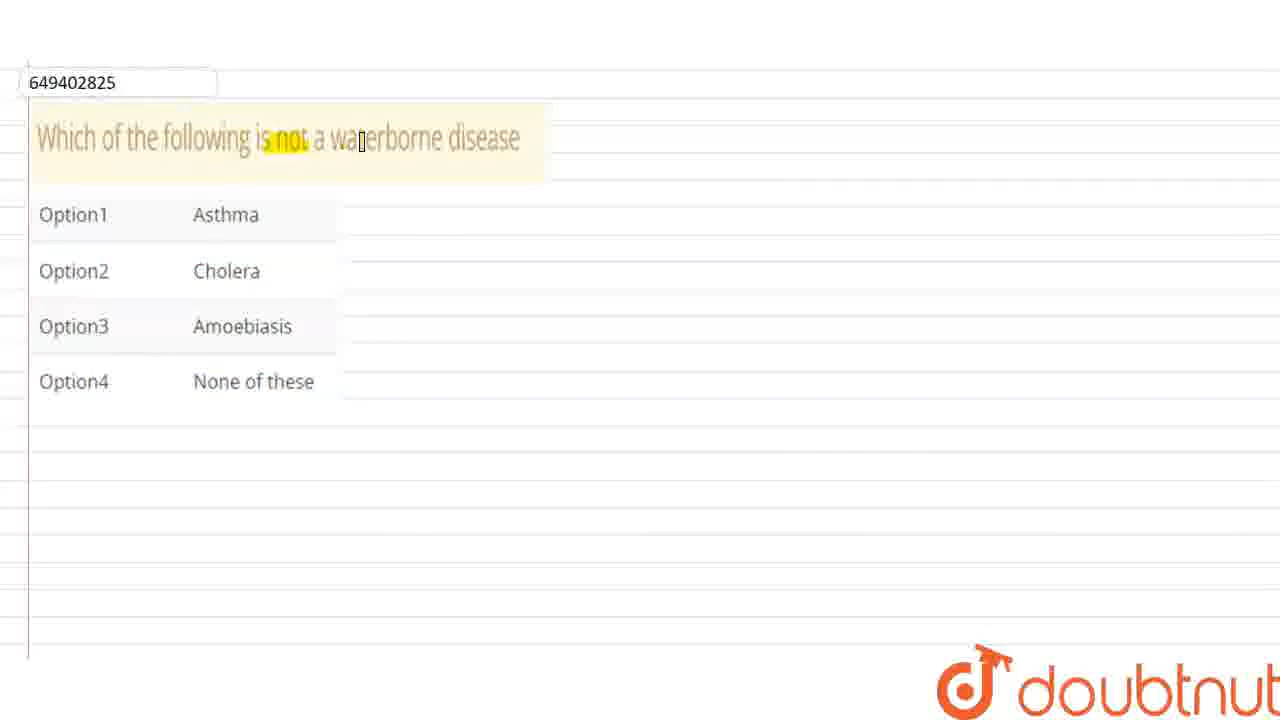 649402825
Which of the following is not a waterborne disease
Option1 Asthma
Option2 Cholera
Option3 Amoebiasis
Option4 None of these
doubtnut